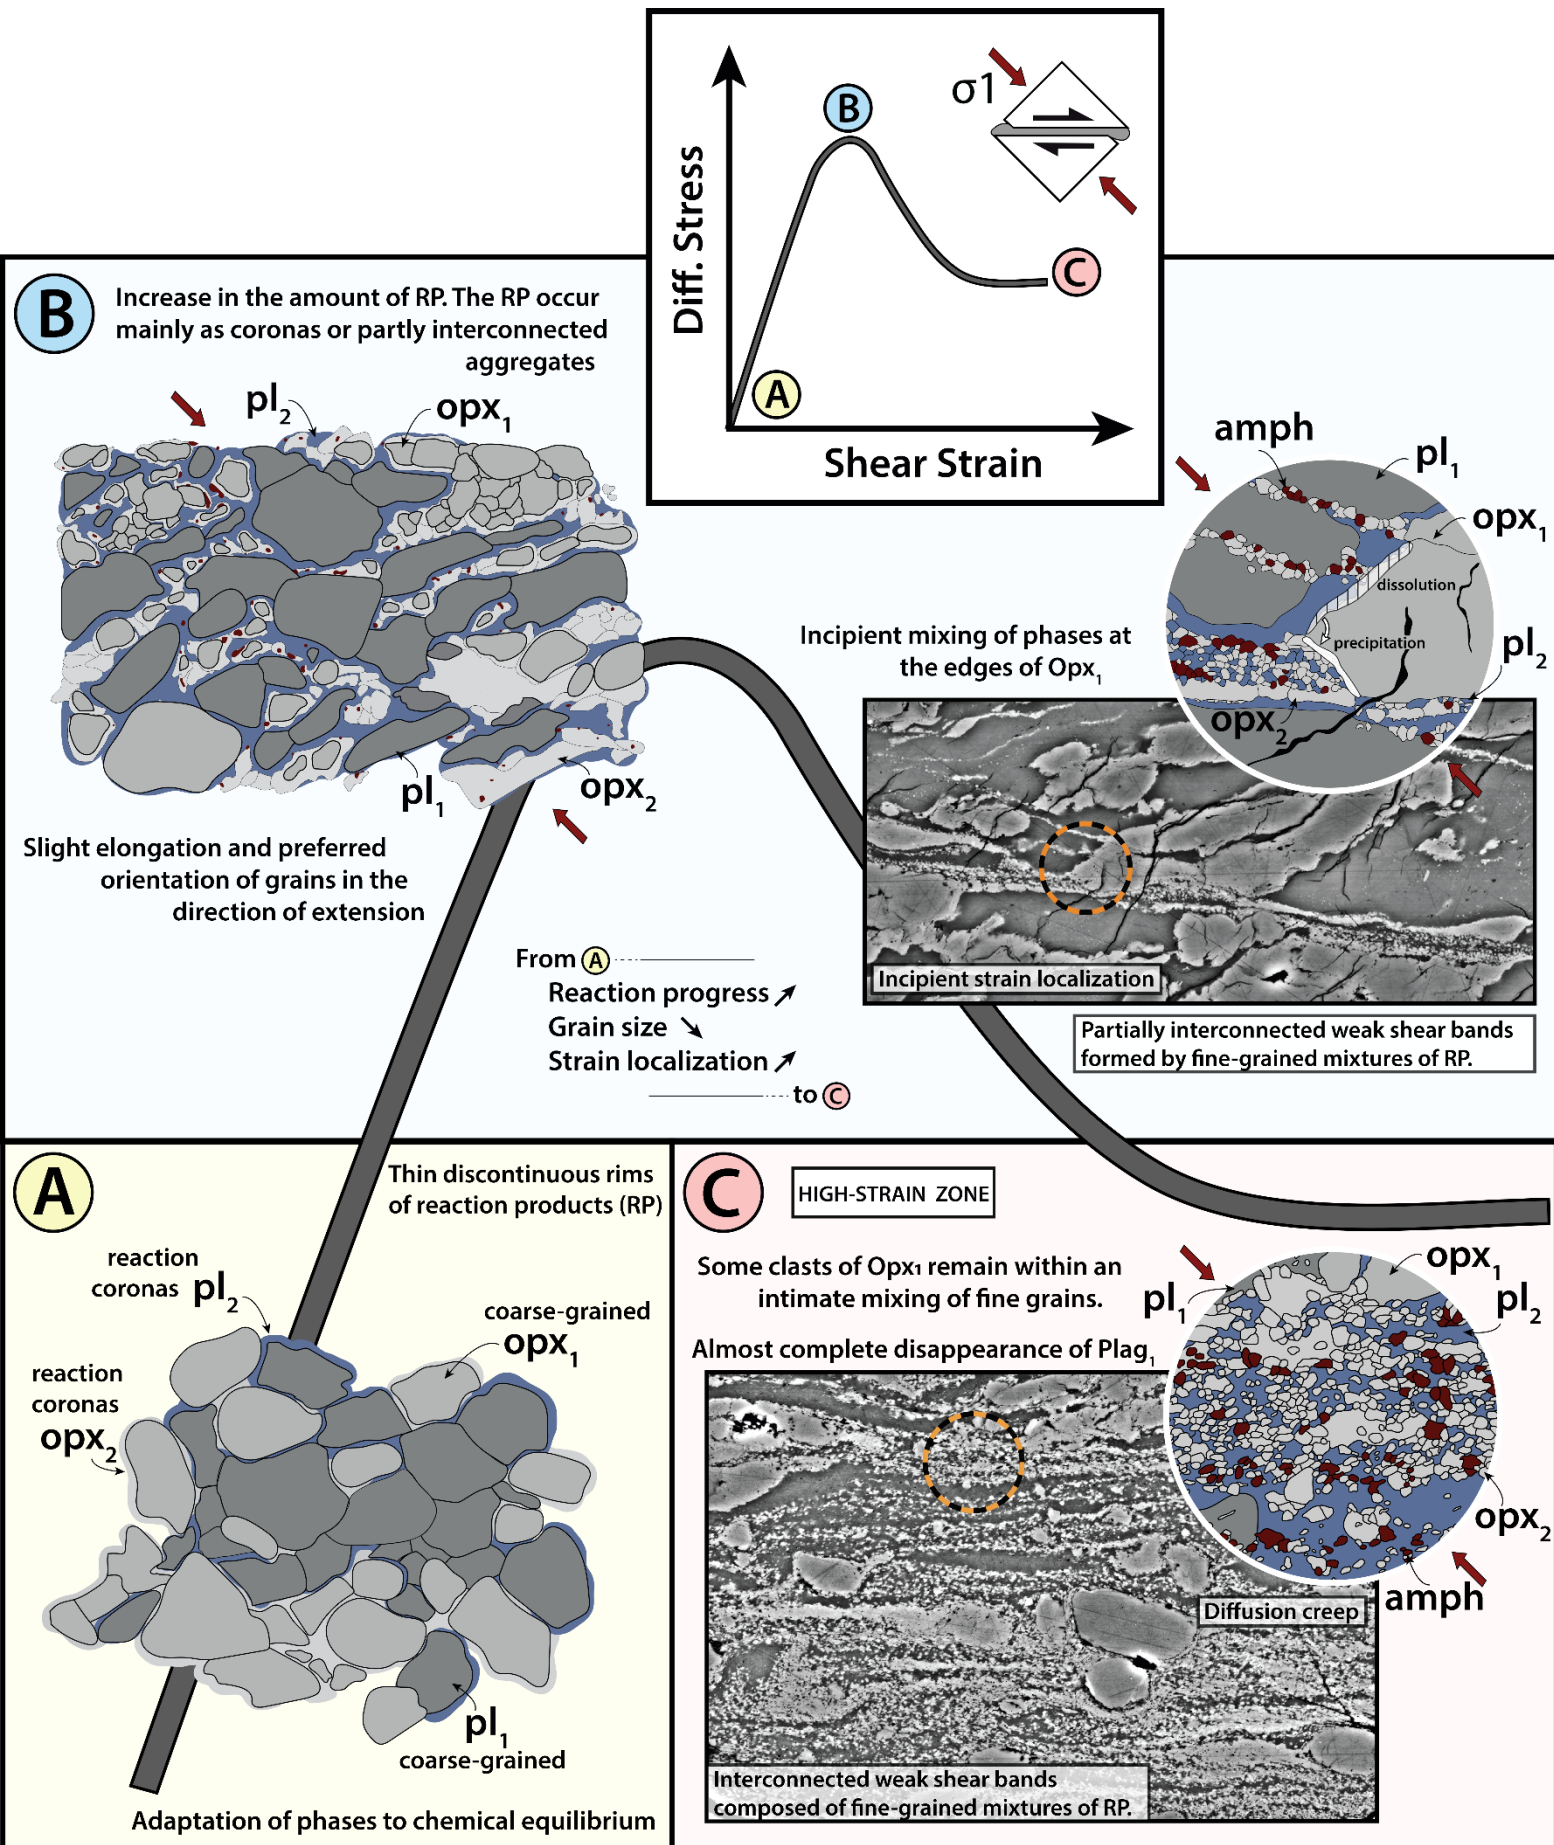 σ1
B
C
A
Diff. Stress
Shear Strain
B
Increase in the amount of RP. The RP occur
mainly as coronas or partly interconnected
aggregates
pl2
opx1
pl1
opx2
Slight elongation and preferred
orientation of grains in the
direction of extension
From A
Reaction progress
Grain size
Strain localization
to C
Incipient mixing of phases at
the edges of Opx1
amph
pl1
opx1
dissolution
precipitation
pl2
opx2
Incipient strain localization
Partially interconnected weak shear bands
formed by fine-grained mixtures of RP.
A
Thin discontinuous rims
of reaction products (RP)
reaction
coronas pl2
coarse-grained
opx1
reaction
coronas
opx2
pl1
coarse-grained
Adaptation of phases to chemical equilibrium
C
HIGH-STRAIN ZONE
Some clasts of Opx1 remain within an
intimate mixing of fine grains.
Almost complete disappearance of Plag1
opx1
pl1
pl2
opx2
amph
Diffusion creep
Interconnected weak shear bands
composed of fine-grained mixtures of RP.